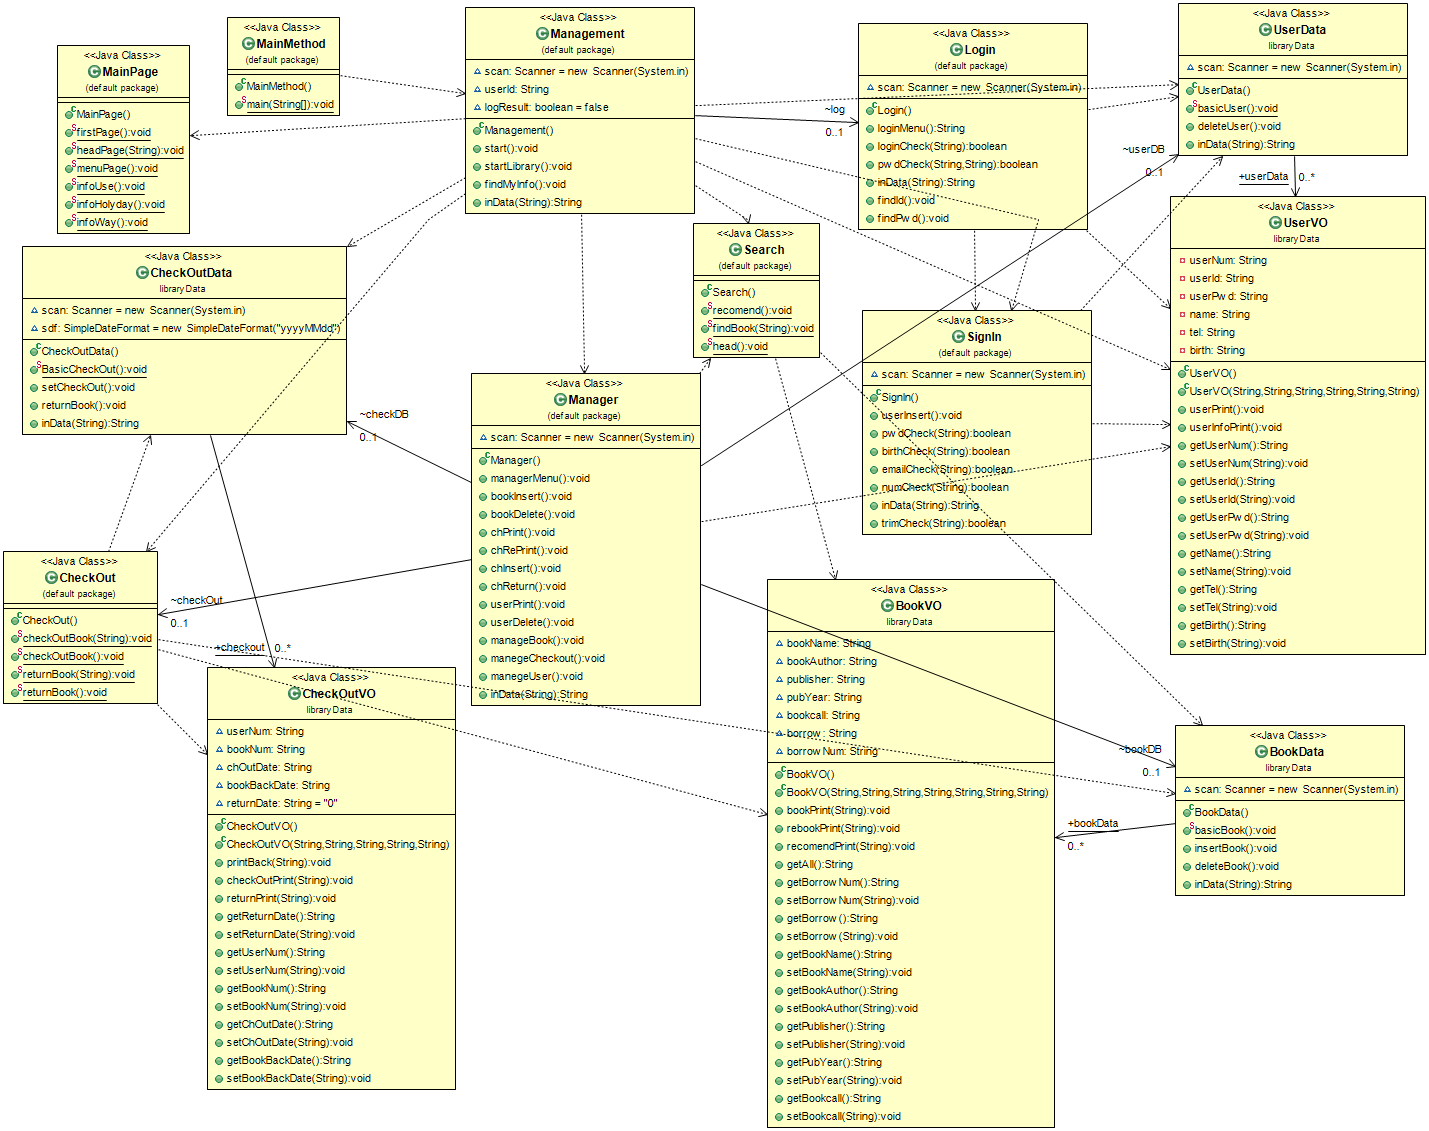 <<Java Class>>
MainPage
(default package)
MainPage()
firstPage():void
headPage(String):void
menuPage():void
infoUse():void
infoHolyday():void
infoWay():void
<<Java Class>>
MainMethod
(default package)
MainMethod()
main(String[]):void
<<Java Class>>
Management
(default package)
scan: Scanner = new Scanner(System.in)
userId: String
logResult: boolean = false
Management()
start():void
startLibrary():void
findMyInfo():void
inData(String):String
<<Java Class>>
Login
(default package)
scan: Scanner = new Scanner(System.in)
Login()
loginMenu():String
loginCheck(String):boolean
pwdCheck(String,String):boolean
inData(String):String
findId():void
findPwd():void
<<Java Class>>
UserData
library Data
scan: Scanner = new Scanner(System.in)
UserData()
basicUser():void
deleteUser():void
inData(String):String
~log
0..1
~userDB
0..1
+userData
0..*
<<Java Class>>
UserVO
library Data
userNum: String
userId: String
userPwd: String
name: String
tel: String
birth: String
UserVO()
UserVO(String,String,String,String,String,String)
userPrint():void
userInfoPrint():void
getUserNum():String
setUserNum(String):void
getUserId():String
setUserId(String):void
getUserPwd():String
setUserPwd(String):void
getName():String
setName(String):void
getTel():String
setTel(String):void
getBirth():String
setBirth(String):void
<<Java Class>>
CheckOutData
library Data
scan: Scanner = new Scanner(System.in)
sdf: SimpleDateFormat = new SimpleDateFormat("yyyyMMdd")
CheckOutData()
BasicCheckOut():void
setCheckOut():void
returnBook():void
inData(String):String
<<Java Class>>
Search
(default package)
Search()
recomend():void
findBook(String):void
head():void
<<Java Class>>
SignIn
(default package)
scan: Scanner = new Scanner(System.in)
SignIn()
userInsert():void
pwdCheck(String):boolean
birthCheck(String):boolean
emailCheck(String):boolean
numCheck(String):boolean
inData(String):String
trimCheck(String):boolean
~checkDB
0..1
<<Java Class>>
Manager
(default package)
scan: Scanner = new Scanner(System.in)
Manager()
managerMenu():void
bookInsert():void
bookDelete():void
chPrint():void
chRePrint():void
chInsert():void
chReturn():void
userPrint():void
userDelete():void
manageBook():void
manegeCheckout():void
manegeUser():void
inData(String):String
<<Java Class>>
CheckOut
(default package)
CheckOut()
checkOutBook(String):void
checkOutBook():void
returnBook(String):void
returnBook():void
~checkOut
0..1
+checkout
0..*
<<Java Class>>
CheckOutVO
library Data
userNum: String
bookNum: String
chOutDate: String
bookBackDate: String
returnDate: String = "0"
CheckOutVO()
CheckOutVO(String,String,String,String,String)
printBack(String):void
checkOutPrint(String):void
returnPrint(String):void
getReturnDate():String
setReturnDate(String):void
getUserNum():String
setUserNum(String):void
getBookNum():String
setBookNum(String):void
getChOutDate():String
setChOutDate(String):void
getBookBackDate():String
setBookBackDate(String):void
<<Java Class>>
BookVO
library Data
bookName: String
bookAuthor: String
publisher: String
pubYear: String
bookcall: String
borrow: String
borrowNum: String
BookVO()
BookVO(String,String,String,String,String,String,String)
bookPrint(String):void
rebookPrint(String):void
recomendPrint(String):void
getAll():String
getBorrowNum():String
setBorrowNum(String):void
getBorrow():String
setBorrow(String):void
getBookName():String
setBookName(String):void
getBookAuthor():String
setBookAuthor(String):void
getPublisher():String
setPublisher(String):void
getPubYear():String
setPubYear(String):void
getBookcall():String
setBookcall(String):void
~bookDB
0..1
+bookData
0..*
<<Java Class>>
BookData
library Data
scan: Scanner = new Scanner(System.in)
BookData()
basicBook():void
insertBook():void
deleteBook():void
inData(String):String